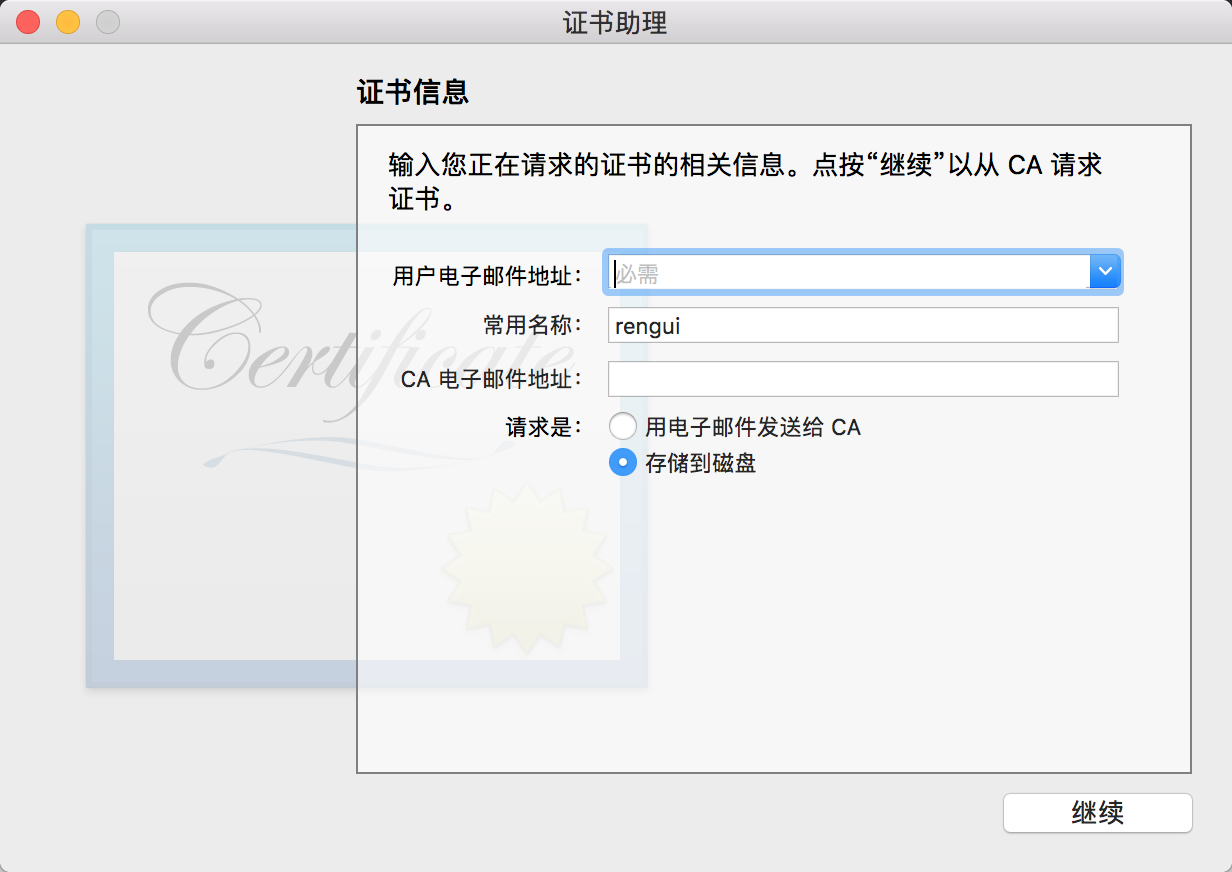 证书助理
证书信息
输入您正在请求的证书的相关信息。点按“继续”以从 CA 请求
证书。
用户电子邮件地址： 必需
常用名称： rengui
CA 电子邮件地址：
请求是： 用电子邮件发送给 CA
存储到磁盘
Certificate
继续